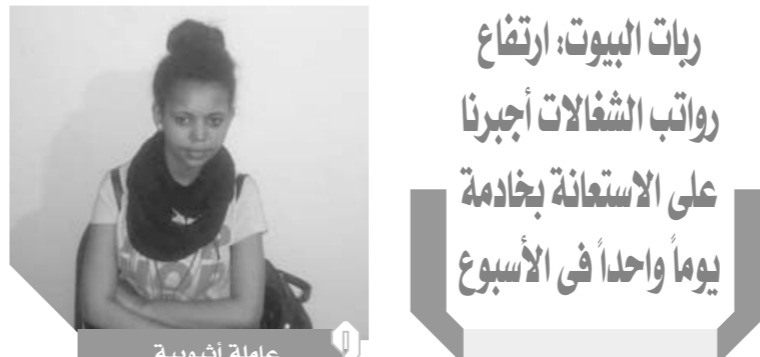 ربات البيوت: ارتفاع
رواتب الشغالات أجبرنا
على الاستعانة بخادمة
يوماً واحداً فى الأسبوع
عاملة أثيوبية